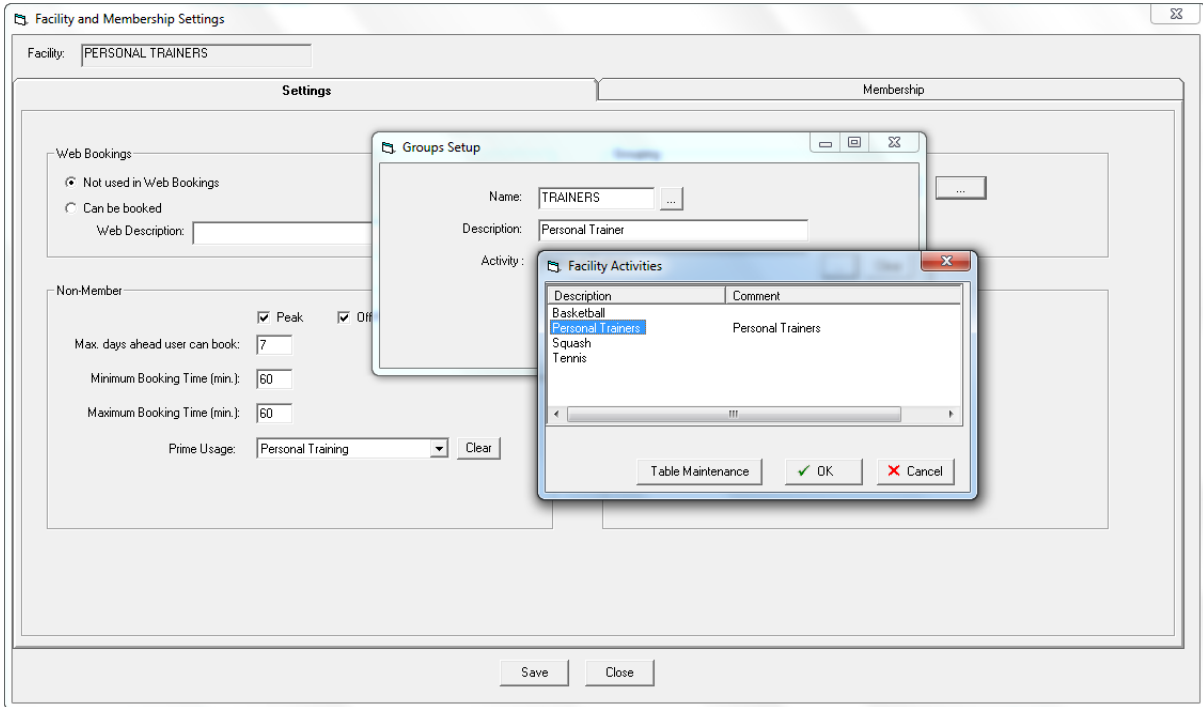 Facility and Membership Settings
Facility: PERSONAL TRAINERS
Settings Membership
Web Bookings
Not used in Web Bookings
Can be booked
Web Description:
Grouping
...
Groups Setup
Name: TRAINERS ...
Description: Personal Trainer
Activity :
... Clear
Facility Activities
Description Comment
Basketball
Personal Trainers Personal Trainers
Squash
Tennis
Table Maintenance OK Cancel
Non-Member
Peak Off
Max. days ahead user can book: 7
Minimum Booking Time (min.): 60
Maximum Booking Time (min.): 60
Prime Usage: Personal Training Clear
Save Close